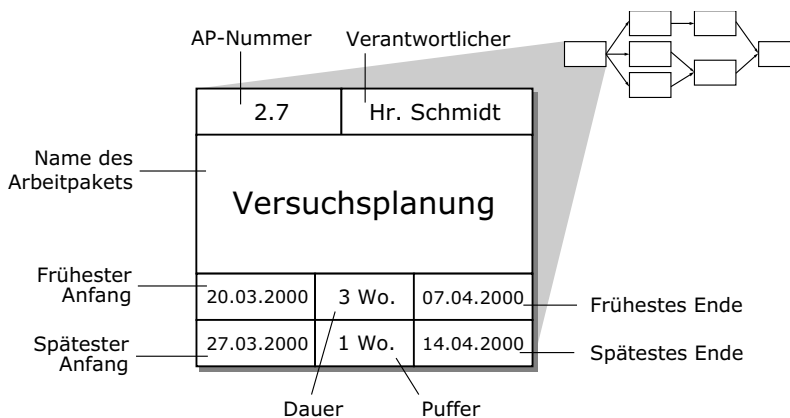 AP-Nummer
Verantwortlicher
2.7
Hr. Schmidt
Name des
Arbeitpakets
Versuchsplanung
Frühester
Anfang
20.03.2000
3 Wo.
07.04.2000
Frühestes Ende
Spätester
Anfang
27.03.2000
1 Wo.
14.04.2000
Spätestes Ende
Dauer
Puffer